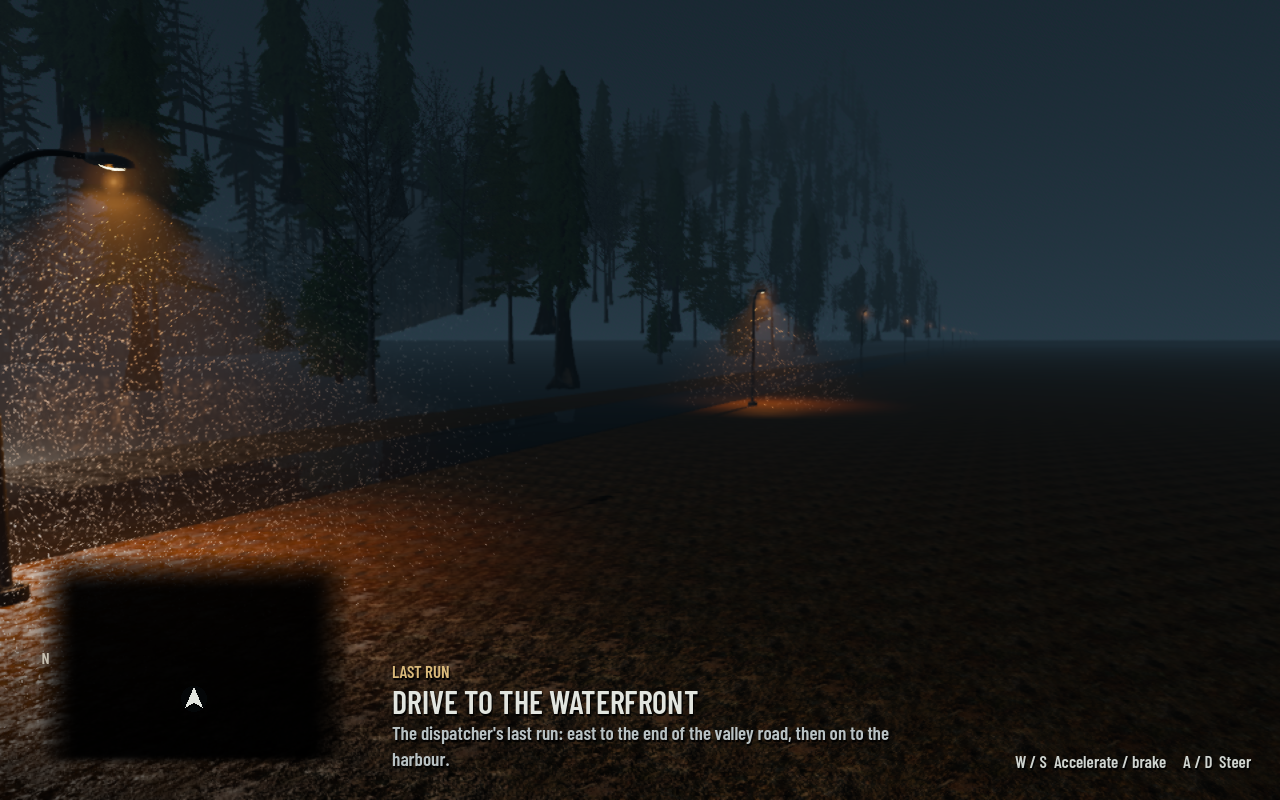 N
LAST RUN
DRIVE TO THE WATERFRONT
The dispatcher's last run: east to the end of the valley road, then on to the
harbour.
W / S Accelerate / brake A / D Steer